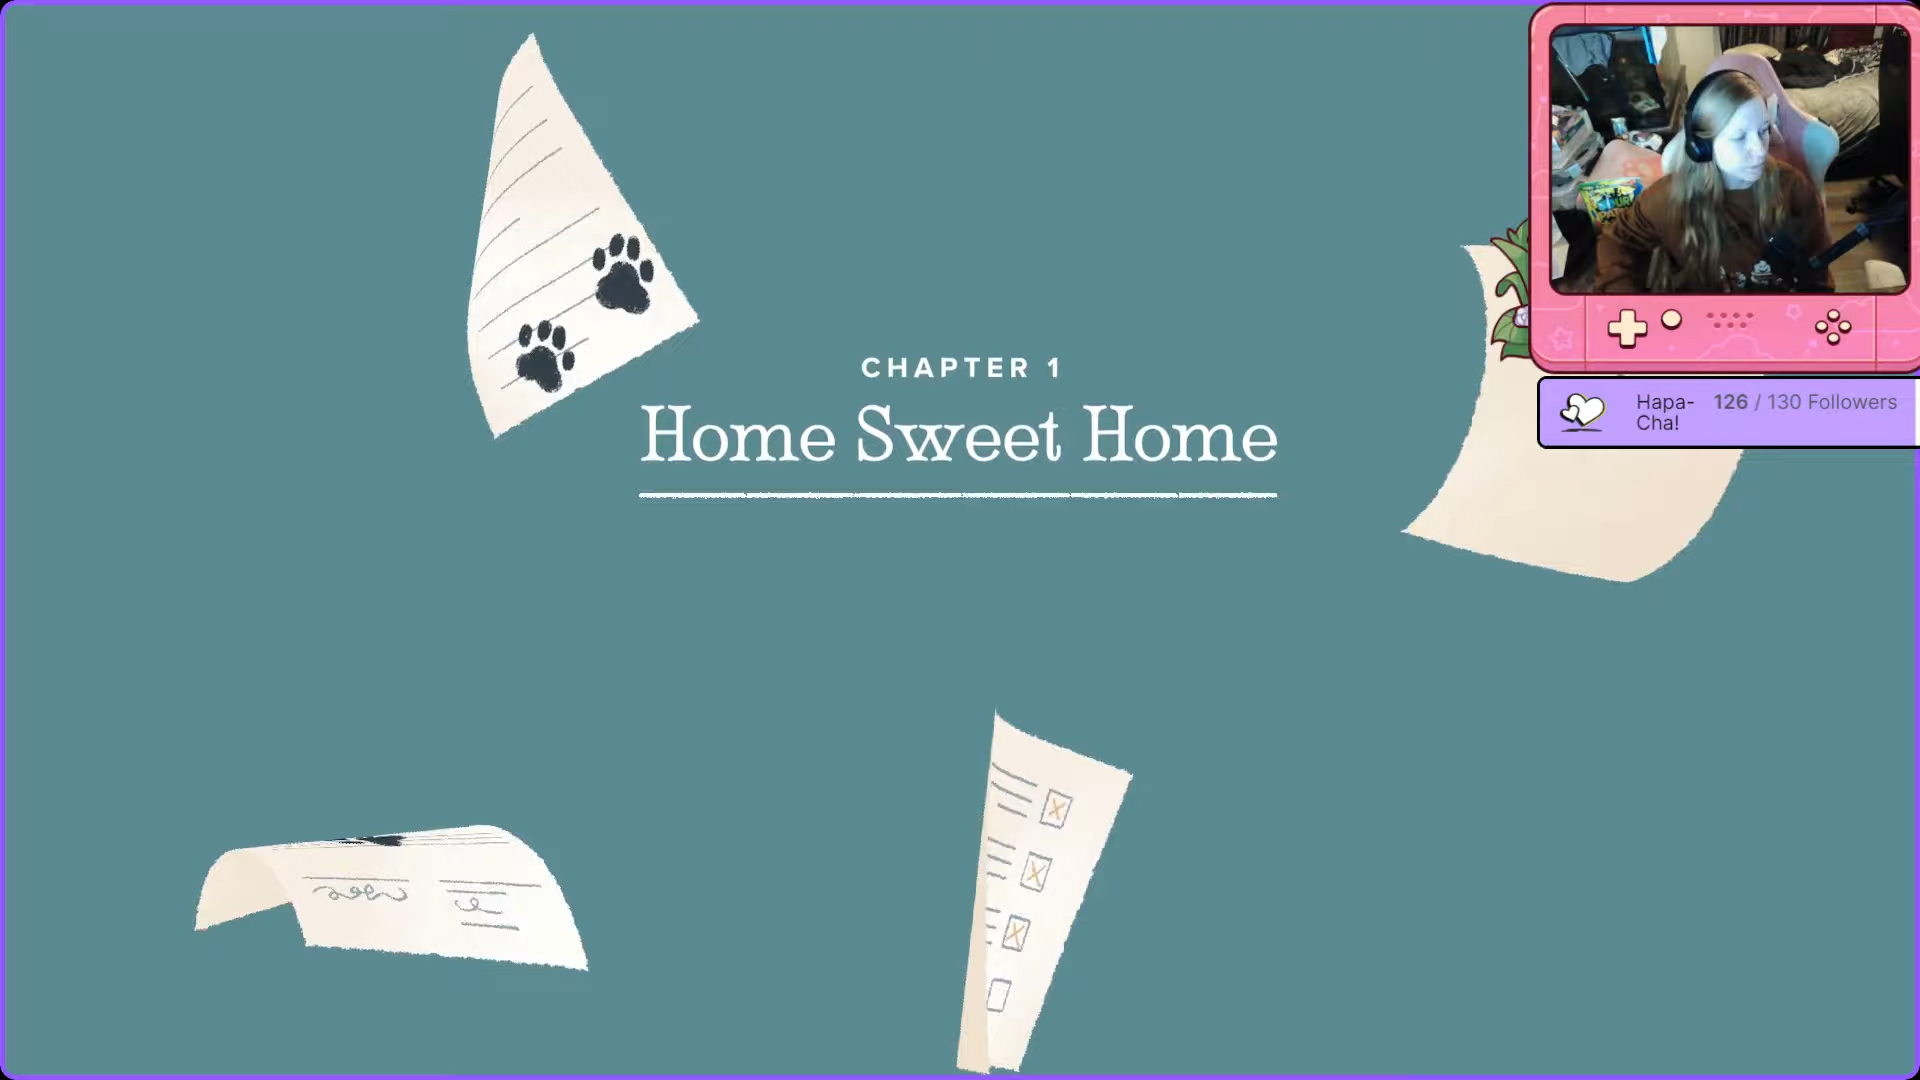 CHAPTER 1
Home Sweet Home
Hapa-
Cha!
126 / 130 Followers